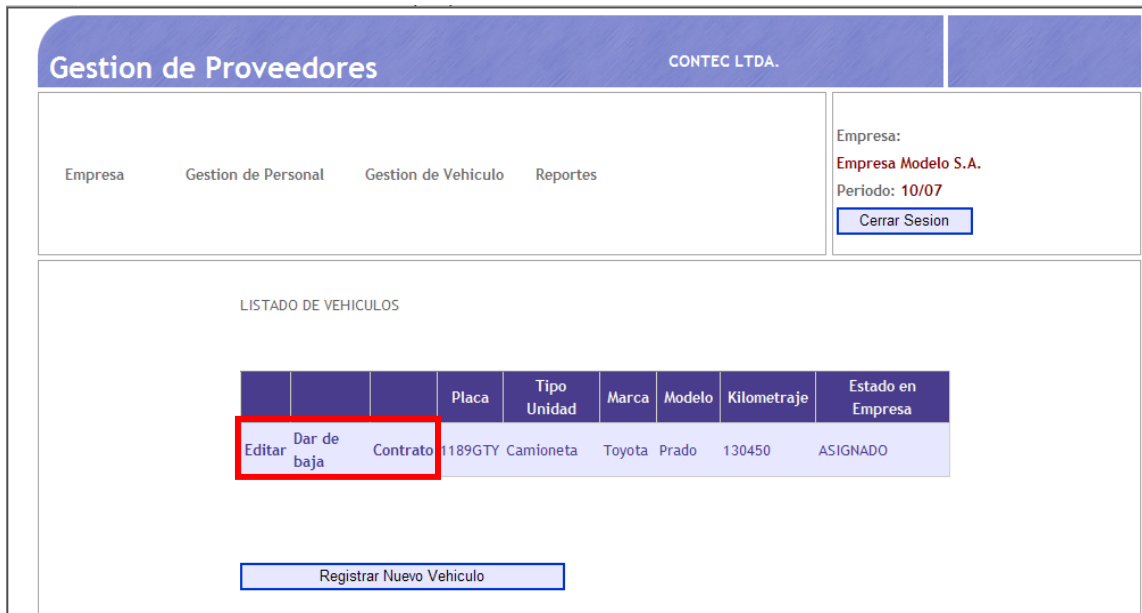 Gestion de Proveedores
CONTEC LTDA.
Empresa
Gestion de Personal
Gestion de Vehiculo
Reportes
Empresa:
Empresa Modelo S.A.
Periodo: 10/07
Cerrar Sesion
LISTADO DE VEHICULOS
Placa Tipo Unidad Marca Modelo Kilometraje Estado en Empresa
Editar Dar de baja Contrato 1189GTY Camioneta Toyota Prado 130450 ASIGNADO
Registrar Nuevo Vehiculo